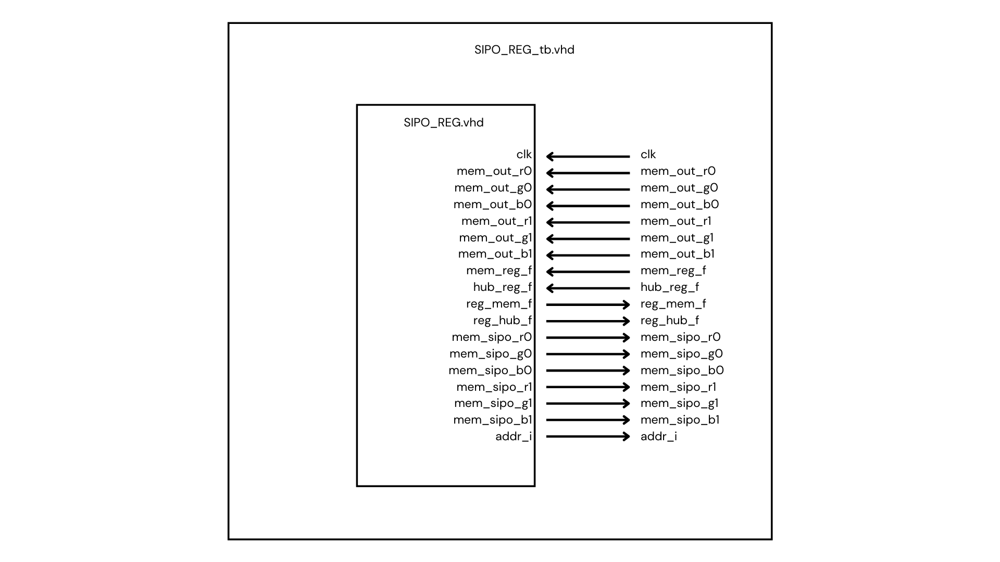 SIPO_REG_tb.vhd
SIPO_REG.vhd
clk clk
mem_out_r0 mem_out_r0
mem_out_g0 mem_out_g0
mem_out_b0 mem_out_b0
mem_out_r1 mem_out_r1
mem_out_g1 mem_out_g1
mem_out_b1 mem_out_b1
mem_reg_f mem_reg_f
hub_reg_f hub_reg_f
reg_mem_f reg_mem_f
reg_hub_f reg_hub_f
mem_sipo_r0 mem_sipo_r0
mem_sipo_g0 mem_sipo_g0
mem_sipo_b0 mem_sipo_b0
mem_sipo_r1 mem_sipo_r1
mem_sipo_g1 mem_sipo_g1
mem_sipo_b1 mem_sipo_b1
addr_i addr_i